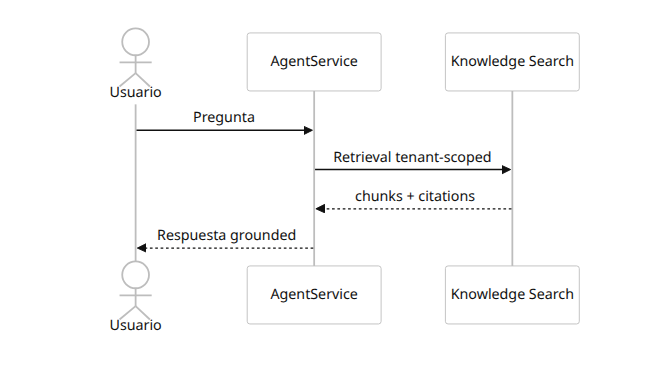 Usuario
AgentService
Knowledge Search
Pregunta
Retrieval tenant-scoped
chunks + citations
Respuesta grounded
Usuario
AgentService
Knowledge Search